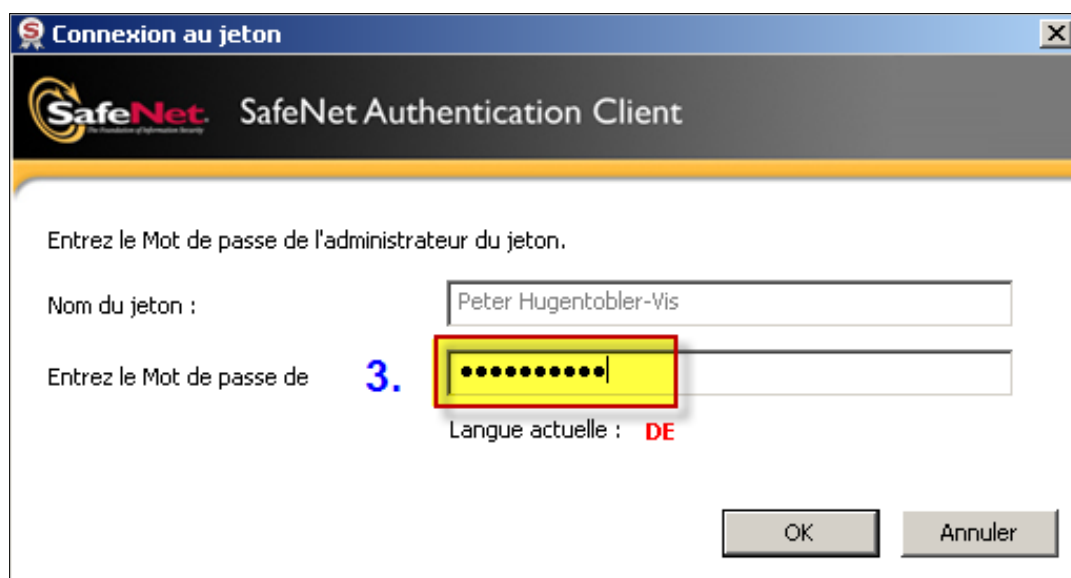 Connexion au jeton
SafeNet. SafeNet Authentication Client
The Foundation of Information Security
Entrez le Mot de passe de l'administrateur du jeton.
Nom du jeton : Peter Hugentobler-Vis
Entrez le Mot de passe de 3. ●●●●●●●●●●
Langue actuelle : DE
OK Annuler